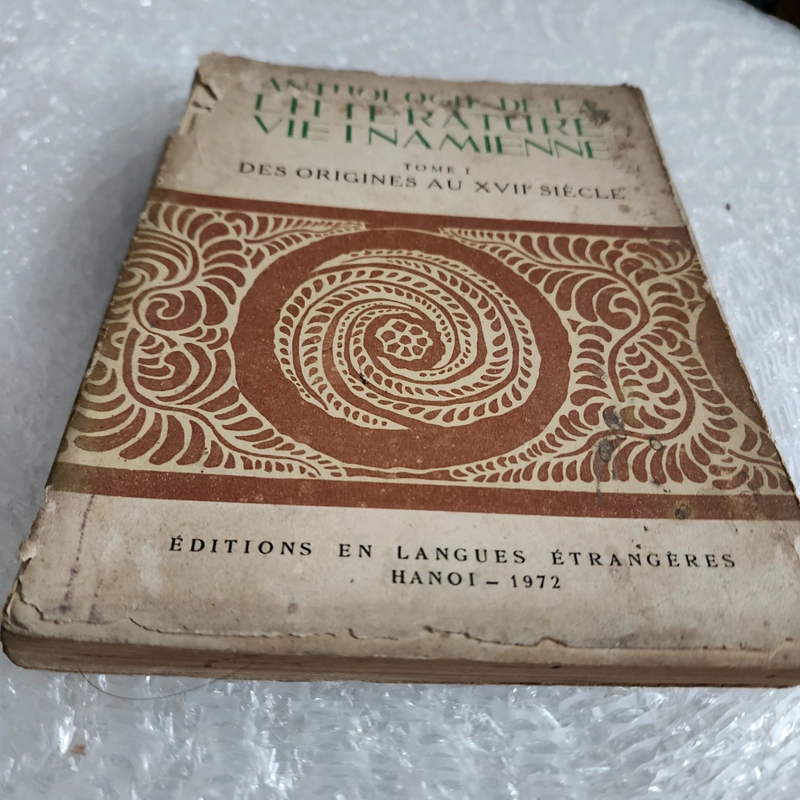 ANTHOLOGIE DE LA
LITTÉRATURE
VIETNAMIENNE
TOME I
DES ORIGINES AU XVIIᵉ SIÈCLE
ÉDITIONS EN LANGUES ÉTRANGÈRES
HANOI – 1972